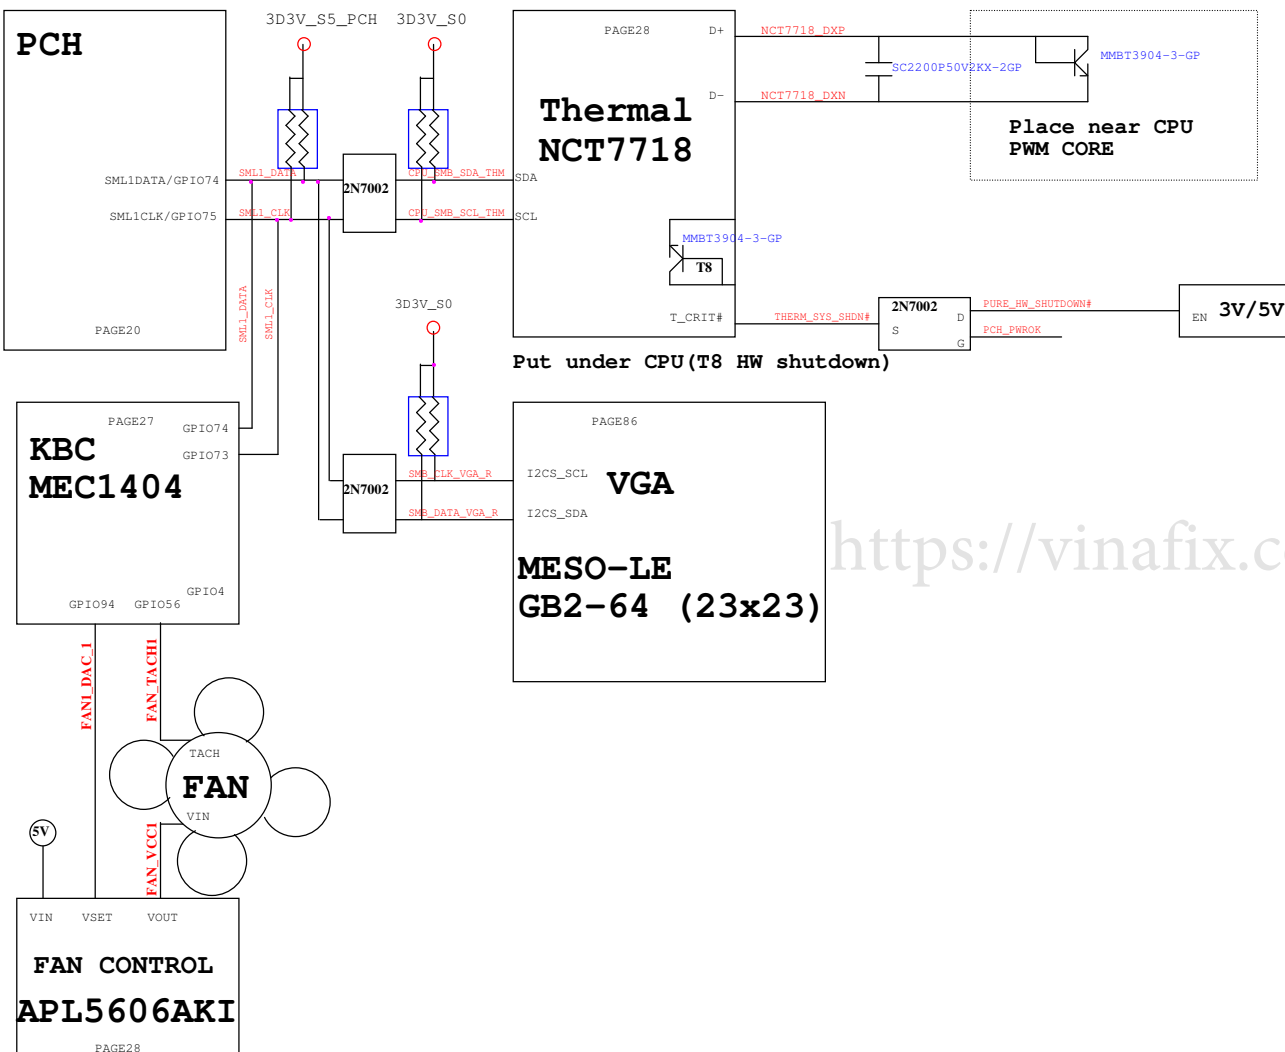 PCH
3D3V_S5_PCH
3D3V_S0
SML1DATA/GPIO74
SML1CLK/GPIO75
PAGE20
SML1_DATA
SML1_CLK
2N7002
CPU_SMB_SDA_THM
CPU_SMB_SCL_THM
SDA
SCL
PAGE28
Thermal
NCT7718
D+
D-
NCT7718_DXP
NCT7718_DXN
SC2200P50V2KX-2GP
MMBT3904-3-GP
Place near CPU
PWM CORE
MMBT3904-3-GP
T8
T_CRIT#
THERM_SYS_SHDN#
2N7002
S
D
G
PURE_HW_SHUTDOWN#
PCH_PWROK
EN
3V/5V
Put under CPU(T8 HW shutdown)
SML1_DATA
SML1_CLK
3D3V_S0
PAGE27
KBC
MEC1404
GPIO74
GPIO73
GPIO4
GPIO94
GPIO56
2N7002
SMB_CLK_VGA_R
SMB_DATA_VGA_R
PAGE86
I2CS_SCL
I2CS_SDA
VGA
MESO-LE
GB2-64 (23x23)
https://vinafix.c
FAN1_DAC_1
FAN_TACH1
TACH
FAN
VIN
FAN_VCC1
5V
VIN
VSET
VOUT
FAN CONTROL
APL5606AKI
PAGE28